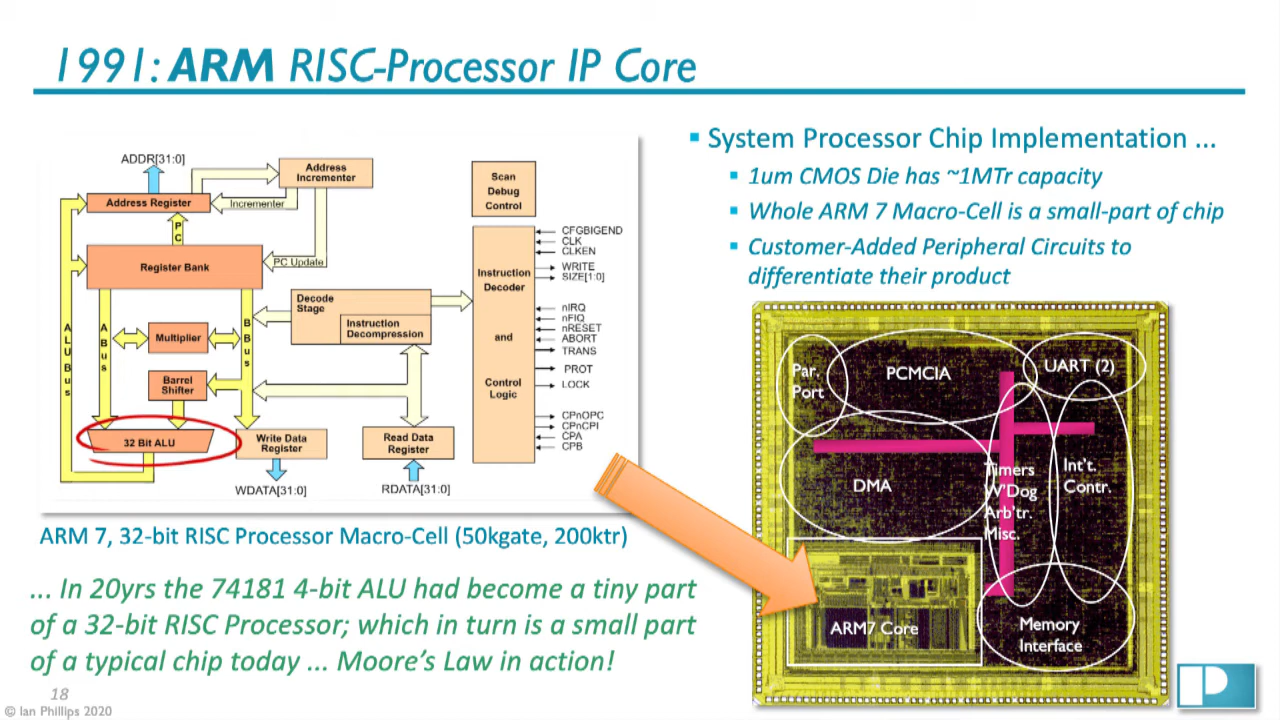 1991: ARM RISC-Processor IP Core
ADDR[31:0]
Address Register
Address
Incrementer
Incrementer
PC
Register Bank
PC Update
ALU Bus
A Bus
B Bus
Multiplier
Barrel
Shifter
32 Bit ALU
Decode
Stage
Instruction
Decompression
Write Data
Register
Read Data
Register
WDATA[31:0]
RDATA[31:0]
Scan
Debug
Control
Instruction
Decoder
and
Control
Logic
CFGBIGEND
CLK
CLKEN
WRITE
SIZE[1:0]
nIRQ
nFIQ
nRESET
ABORT
TRANS
PROT
LOCK
CPnOPC
CPnCPI
CPA
CPB
ARM 7, 32-bit RISC Processor Macro-Cell (50kgate, 200ktr)
... In 20yrs the 74181 4-bit ALU had become a tiny part
of a 32-bit RISC Processor; which in turn is a small part
of a typical chip today ... Moore's Law in action!
System Processor Chip Implementation ...
1um CMOS Die has ~1MTr capacity
Whole ARM 7 Macro-Cell is a small-part of chip
Customer-Added Peripheral Circuits to
differentiate their product
Par.
Port
PCMCIA
UART (2)
DMA
Timers
W'Dog
Arb'tr.
Misc.
Int't.
Contr.
ARM7 Core
Memory
Interface
18
© Ian Phillips 2020
P